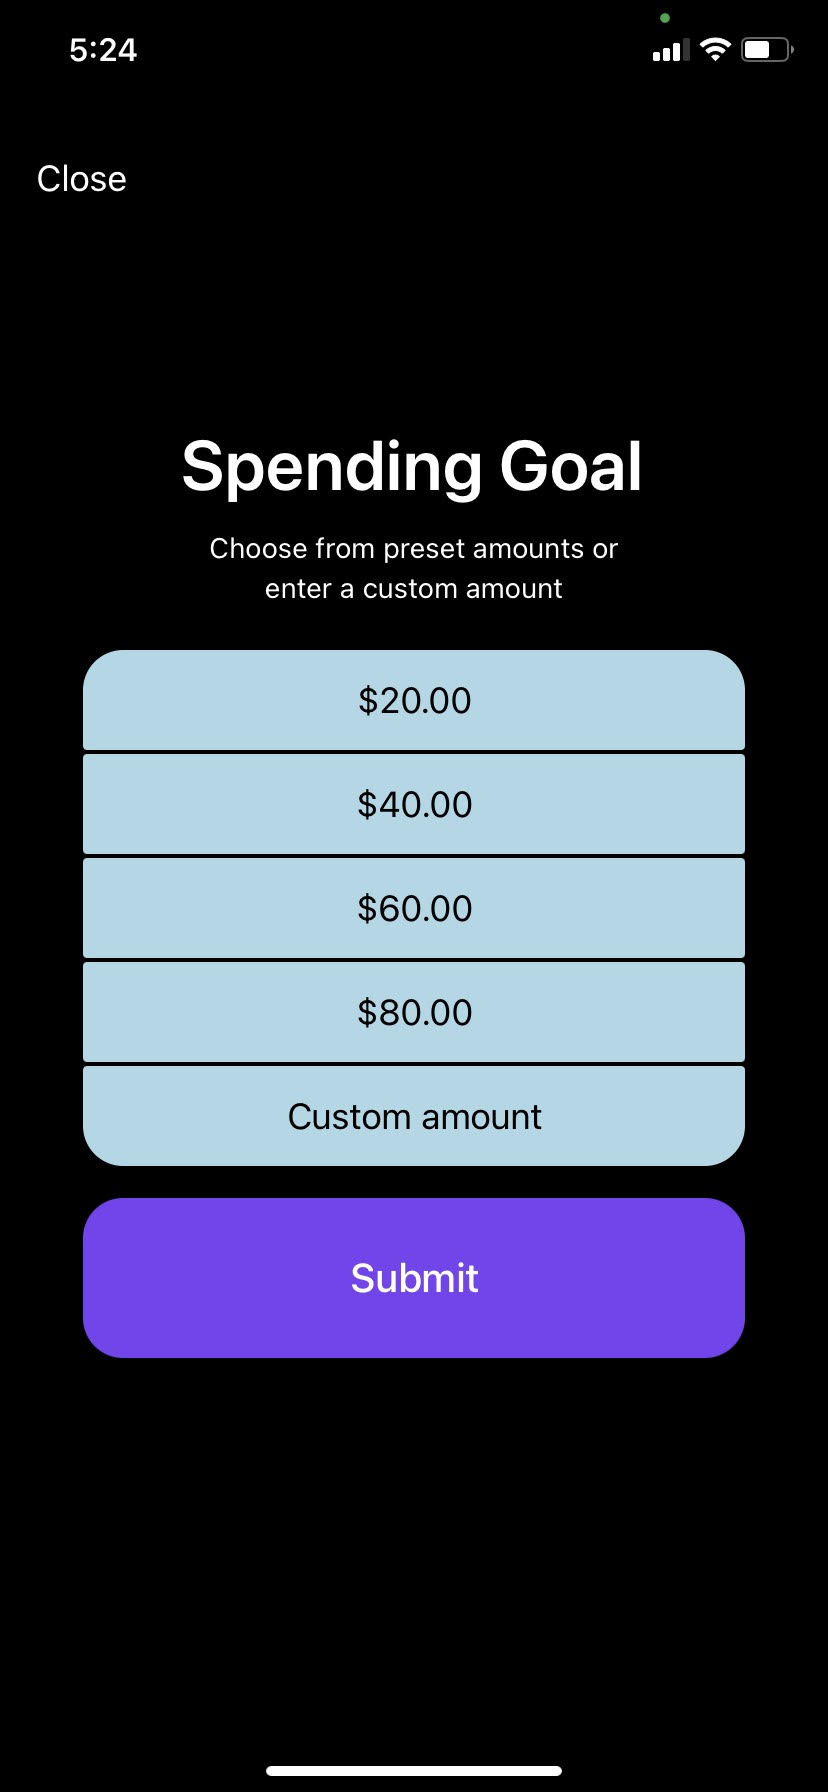 5:24
Close
Spending Goal
Choose from preset amounts or
enter a custom amount
$20.00
$40.00
$60.00
$80.00
Custom amount
Submit